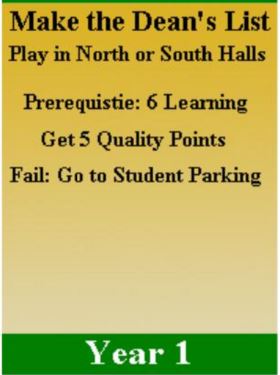 Make the Dean's List
Play in North or South Halls
Prerequistie: 6 Learning
Get 5 Quality Points
Fail: Go to Student Parking
Year 1